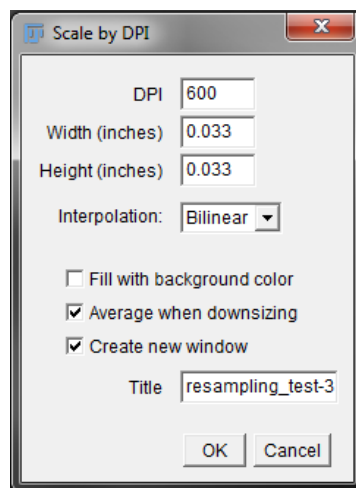 Scale by DPI
DPI 600
Width (inches) 0.033
Height (inches) 0.033
Interpolation: Bilinear
Fill with background color
Average when downsizing
Create new window
Title resampling_test-3
OK Cancel